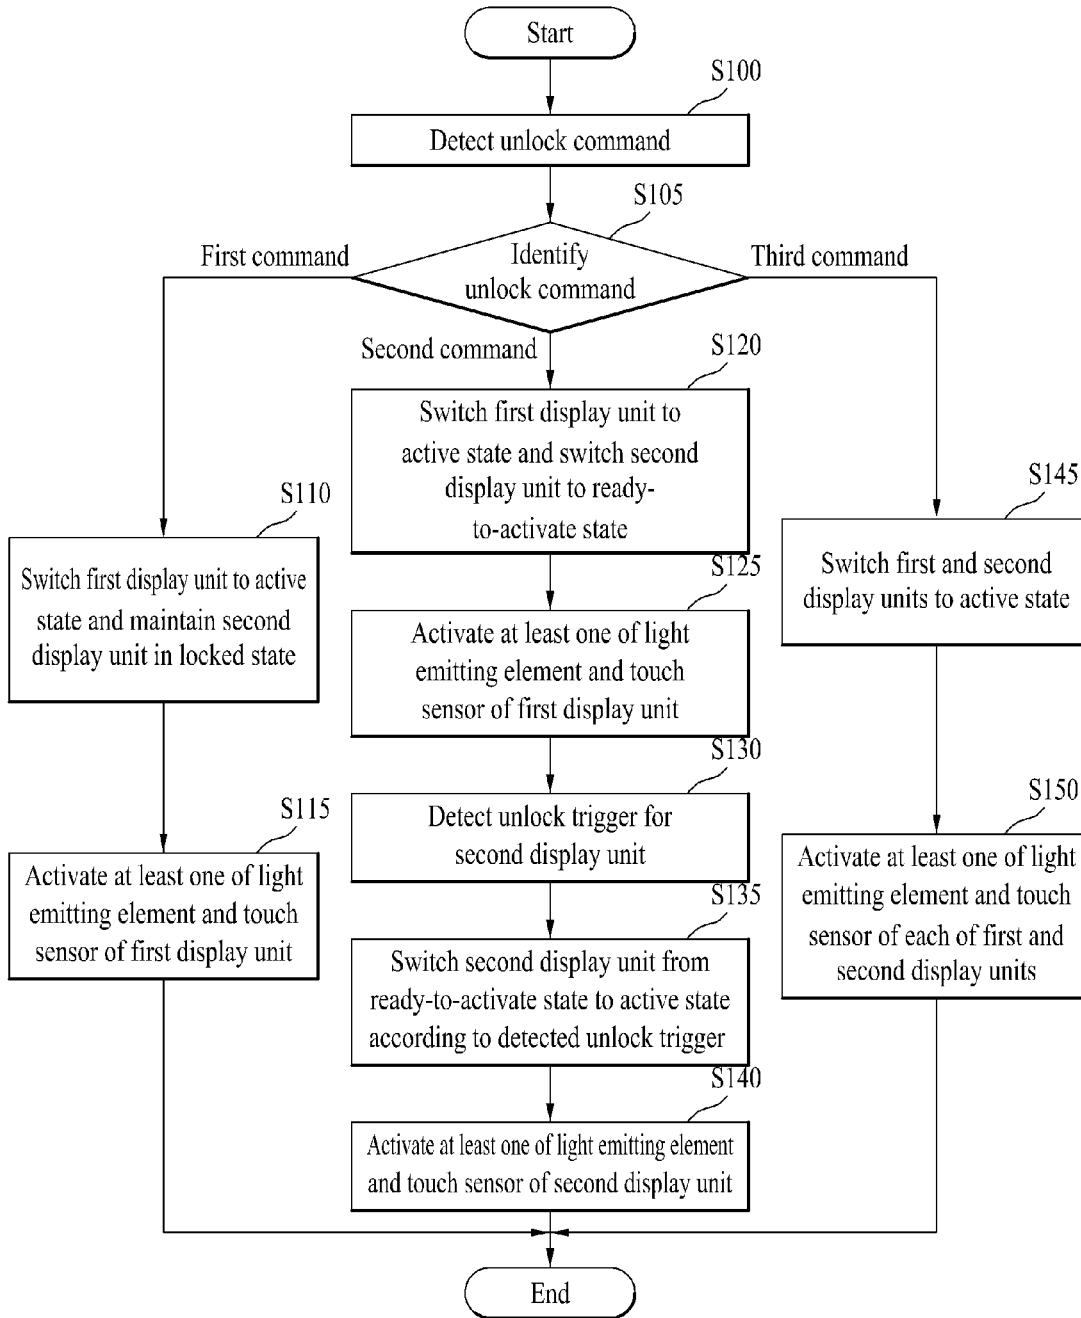 Start
S100
Detect unlock command
S105
Identify
unlock command
First command
Third command
Second command
S120
Switch first display unit to
active state and switch second
display unit to ready-
to-activate state
S110
Switch first display unit to active
state and maintain second
display unit in locked state
S145
Switch first and second
display units to active state
S125
Activate at least one of light
emitting element and touch
sensor of first display unit
S130
Detect unlock trigger for
second display unit
S115
Activate at least one of light
emitting element and touch
sensor of first display unit
S150
Activate at least one of light
emitting element and touch
sensor of each of first and
second display units
S135
Switch second display unit from
ready-to-activate state to active state
according to detected unlock trigger
S140
Activate at least one of light emitting element
and touch sensor of second display unit
End